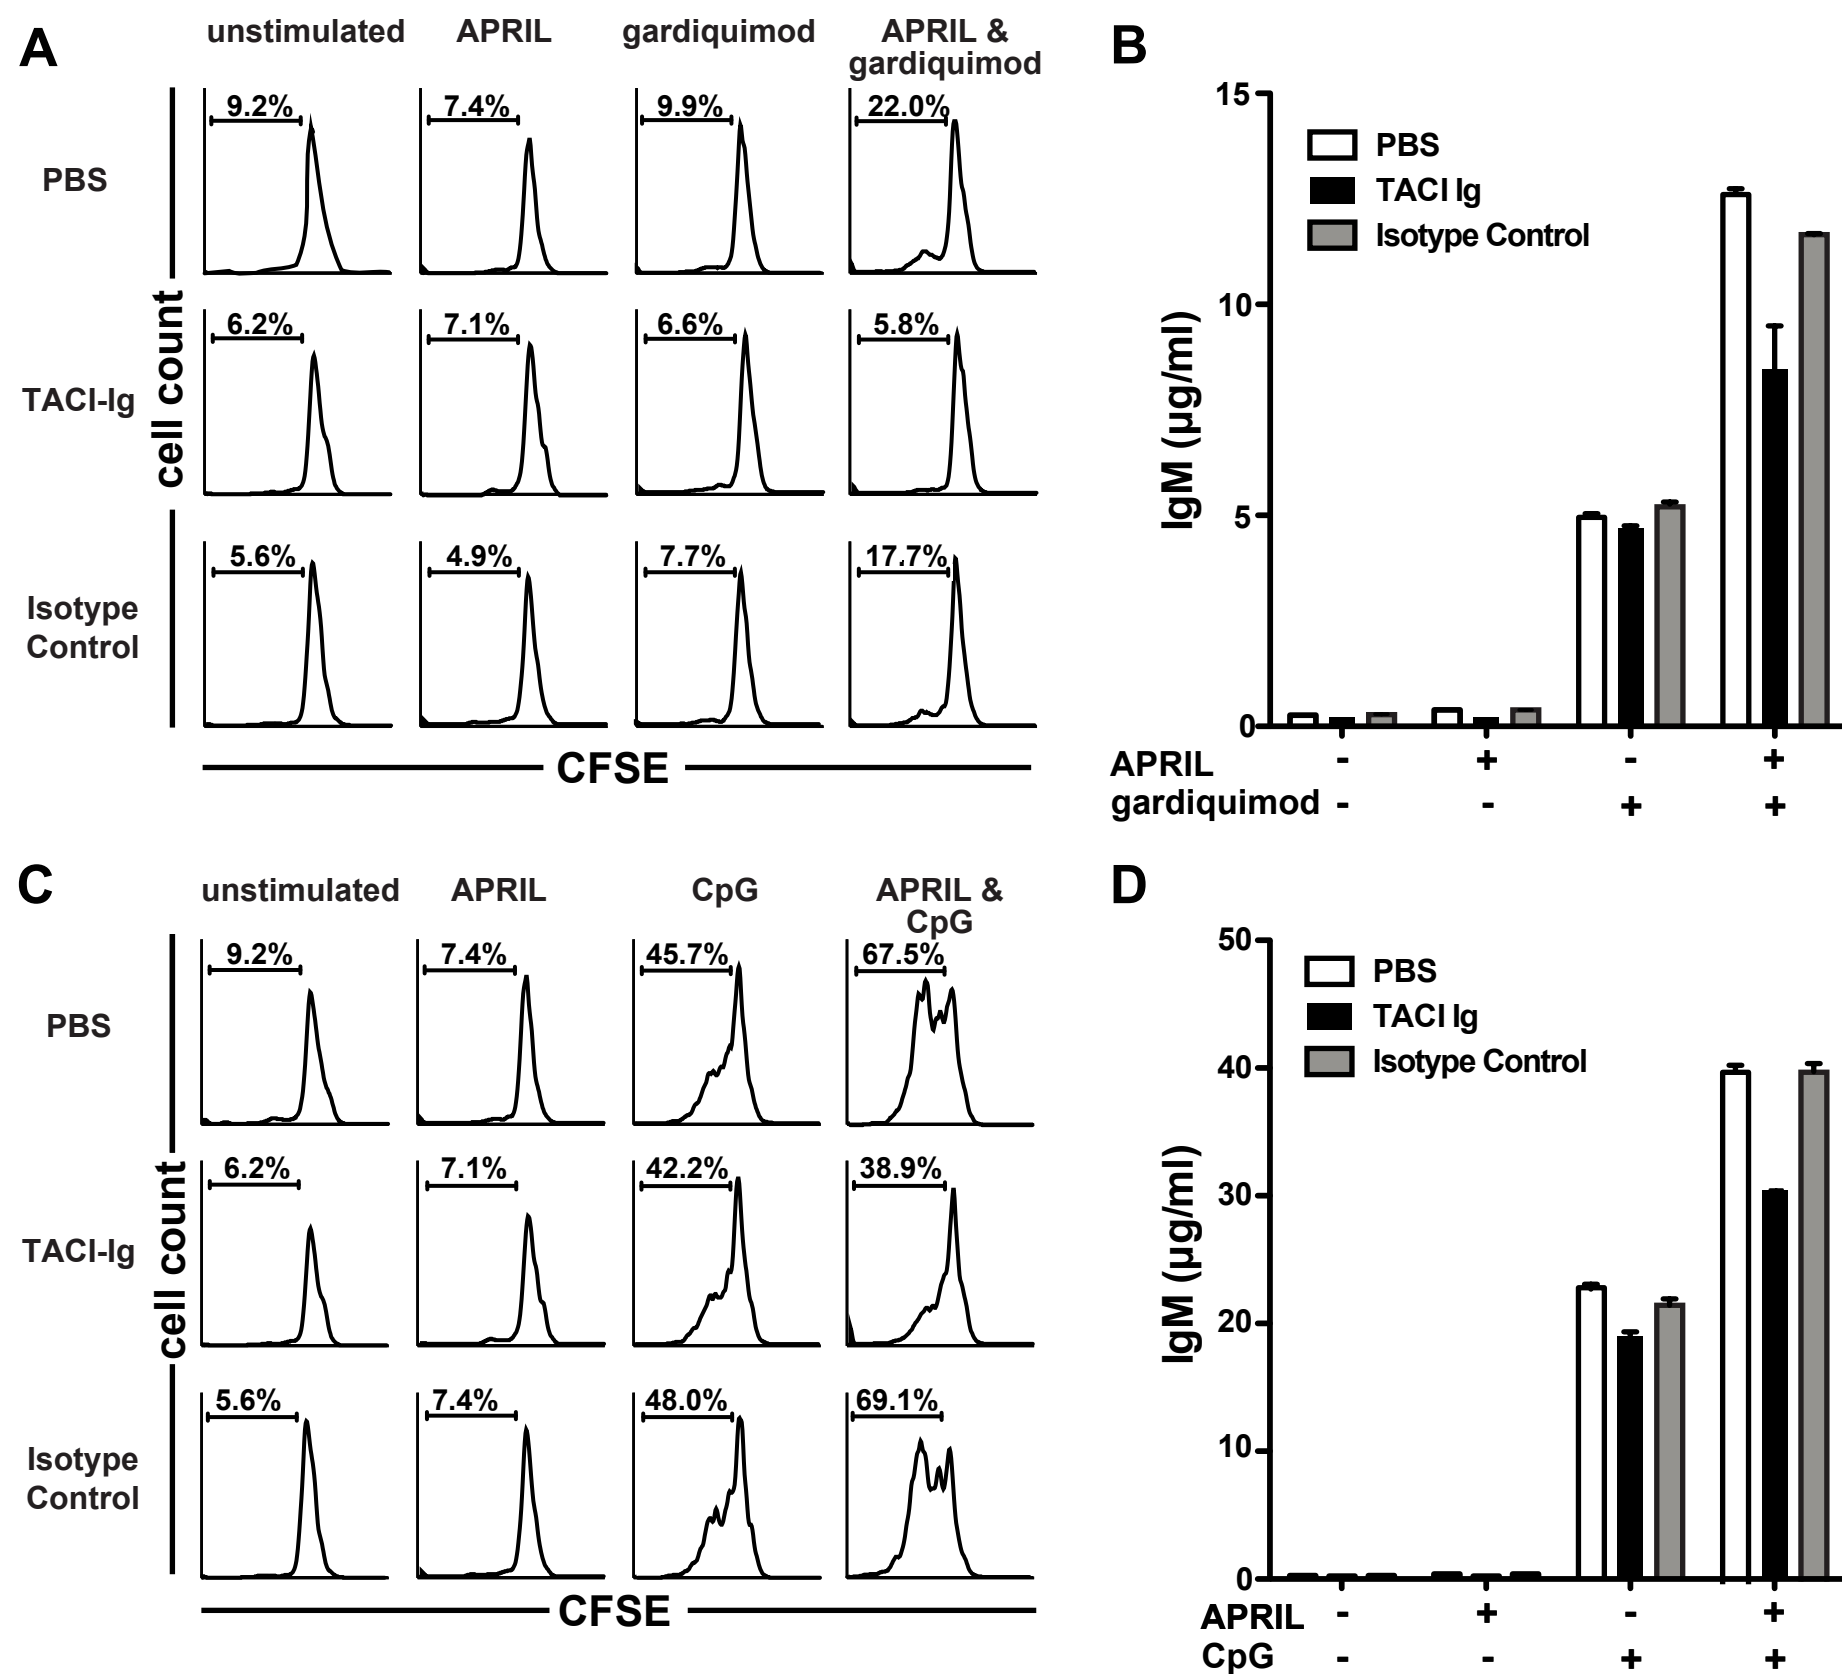 A
unstimulated APRIL gardiquimod APRIL &
gardiquimod
PBS
9.2% 7.4% 9.9% 22.0%
TACI-Ig
6.2% 7.1% 6.6% 5.8%
Isotype
Control
5.6% 4.9% 7.7% 17.7%
cell count
CFSE
B
15
10
5
0
IgM (µg/ml)
PBS
TACI Ig
Isotype Control
APRIL - + - +
gardiquimod - - + +
C
unstimulated APRIL CpG APRIL &
CpG
PBS
9.2% 7.4% 45.7% 67.5%
TACI-Ig
6.2% 7.1% 42.2% 38.9%
Isotype
Control
5.6% 7.4% 48.0% 69.1%
cell count
CFSE
D
50
40
30
20
10
0
IgM (µg/ml)
PBS
TACI Ig
Isotype Control
APRIL - + - +
CpG - - + +